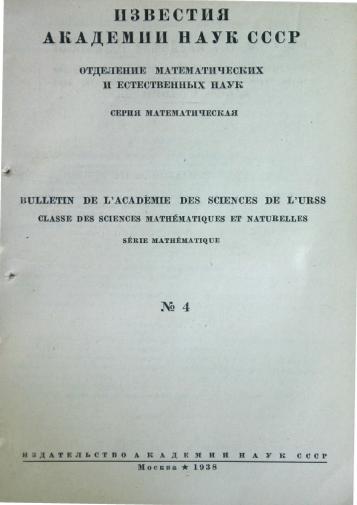 ИЗВЕСТИЯ
АКАДЕМИИ НАУК СССР
ОТДЕЛЕНИЕ МАТЕМАТИЧЕСКИХ
И ЕСТЕСТВЕННЫХ НАУК
СЕРИЯ МАТЕМАТИЧЕСКАЯ
BULLETIN DE L'ACADÉMIE DES SCIENCES DE L'URSS
CLASSE DES SCIENCES MATHÉMATIQUES ET NATURELLES
SÉRIE MATHÉMATIQUE
№ 4
ИЗДАТЕЛЬСТВО АКАДЕМИИ НАУК СССР
Москва ★ 1938